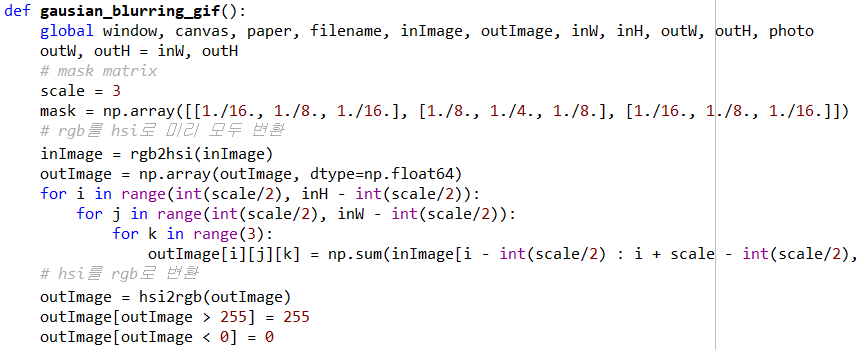 def gausian_blurring_gif():
    global window, canvas, paper, filename, inImage, outImage, inW, inH, outW, outH, photo
    outW, outH = inW, outH
    # mask matrix
    scale = 3
    mask = np.array([[1./16., 1./8., 1./16.], [1./8., 1./4., 1./8.], [1./16., 1./8., 1./16.]])
    # rgb를 hsi로 미리 모두 변환
    inImage = rgb2hsi(inImage)
    outImage = np.array(outImage, dtype=np.float64)
    for i in range(int(scale/2), inH - int(scale/2)):
        for j in range(int(scale/2), inW - int(scale/2)):
            for k in range(3):
                outImage[i][j][k] = np.sum(inImage[i - int(scale/2) : i + scale - int(scale/2),
    # hsi를 rgb로 변환
    outImage = hsi2rgb(outImage)
    outImage[outImage > 255] = 255
    outImage[outImage < 0] = 0